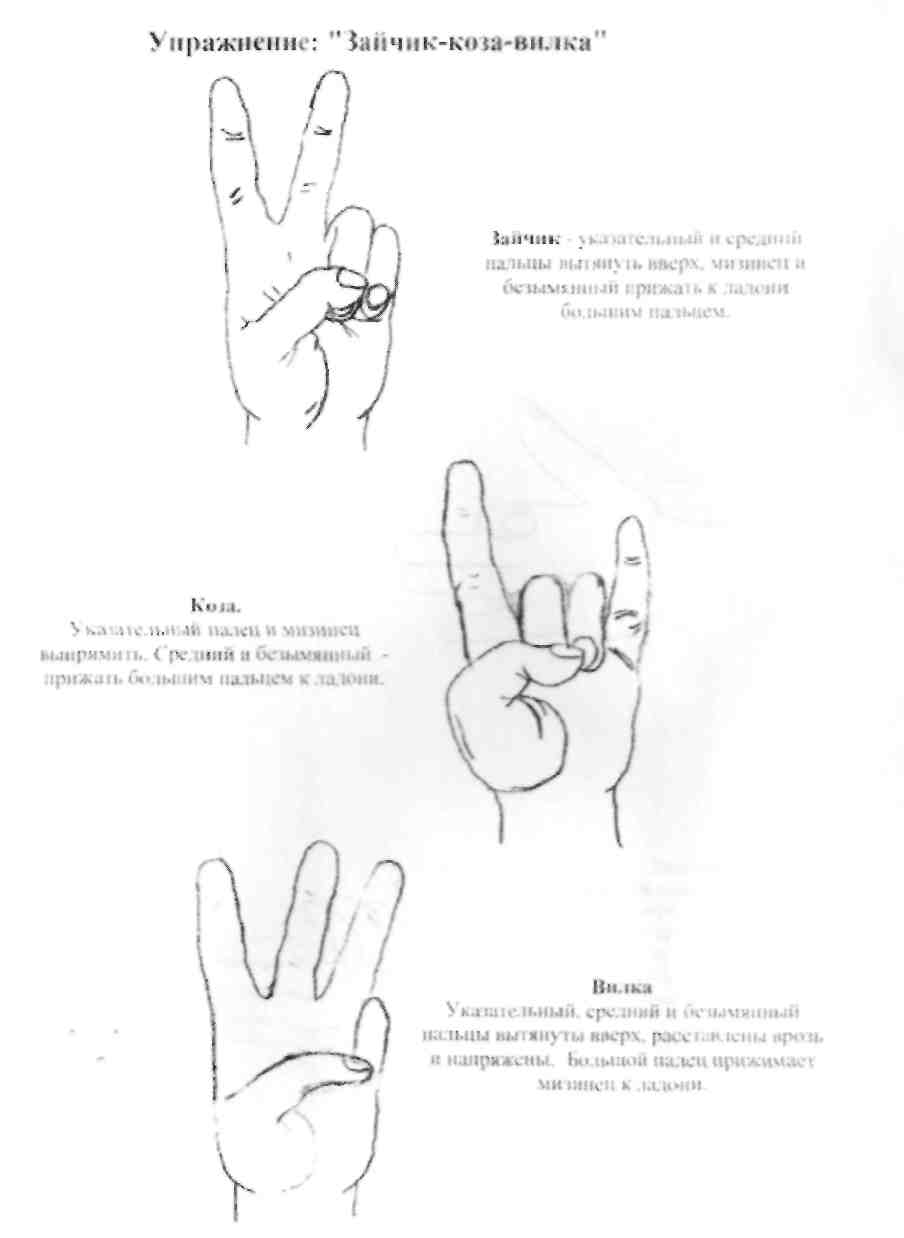 Упражнение: "Зайчик-коза-вилка"
Зайчик - указательный и средний
пальцы вытянуть вверх, мизинец и
безымянный прижать к ладони
большим пальцем.
Коза.
Указательный палец и мизинец
выпрямить. Средний и безымянный -
прижать большим пальцем к ладони.
Вилка
Указательный, средний и безымянный
пальцы вытянуты вверх, расставлены врозь
и напряжены. Большой палец прижимает
мизинец к ладони.